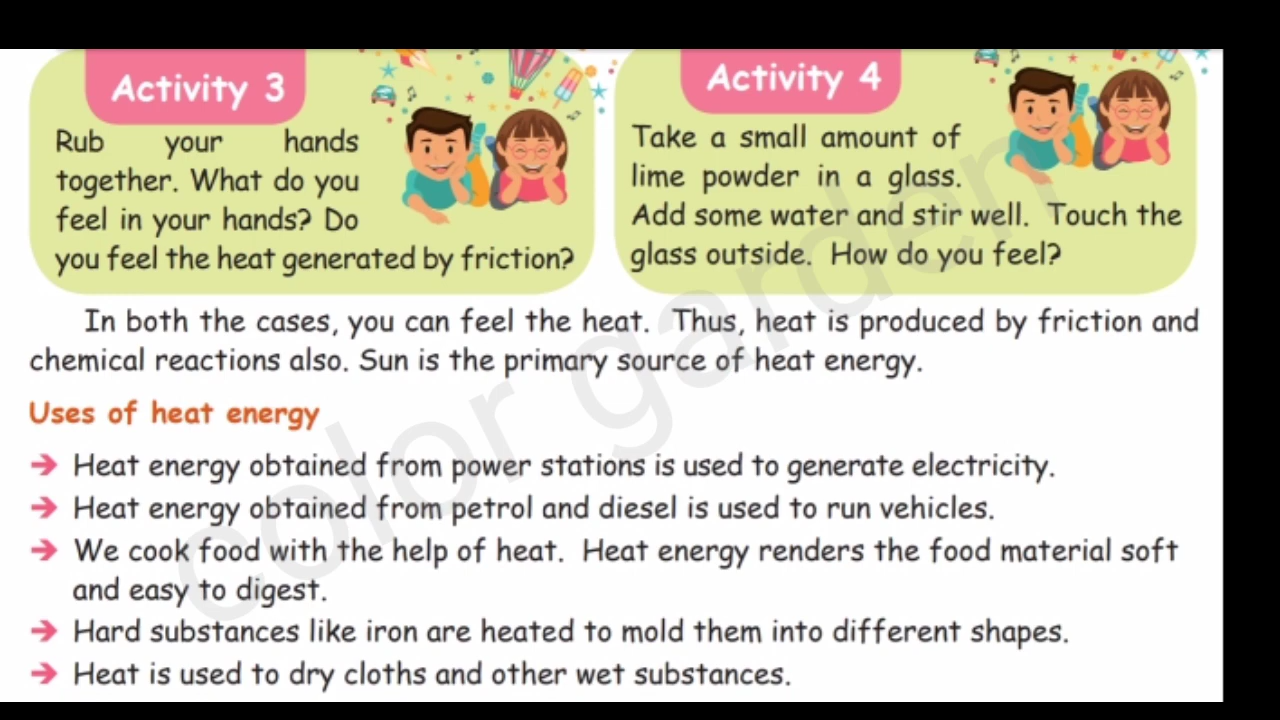 Activity 3
Rub your hands
together. What do you
feel in your hands? Do
you feel the heat generated by friction?
Activity 4
Take a small amount of
lime powder in a glass.
Add some water and stir well. Touch the
glass outside. How do you feel?
In both the cases, you can feel the heat. Thus, heat is produced by friction and
chemical reactions also. Sun is the primary source of heat energy.
Uses of heat energy
→ Heat energy obtained from power stations is used to generate electricity.
→ Heat energy obtained from petrol and diesel is used to run vehicles.
→ We cook food with the help of heat. Heat energy renders the food material soft
and easy to digest.
→ Hard substances like iron are heated to mold them into different shapes.
→ Heat is used to dry cloths and other wet substances.
color garden